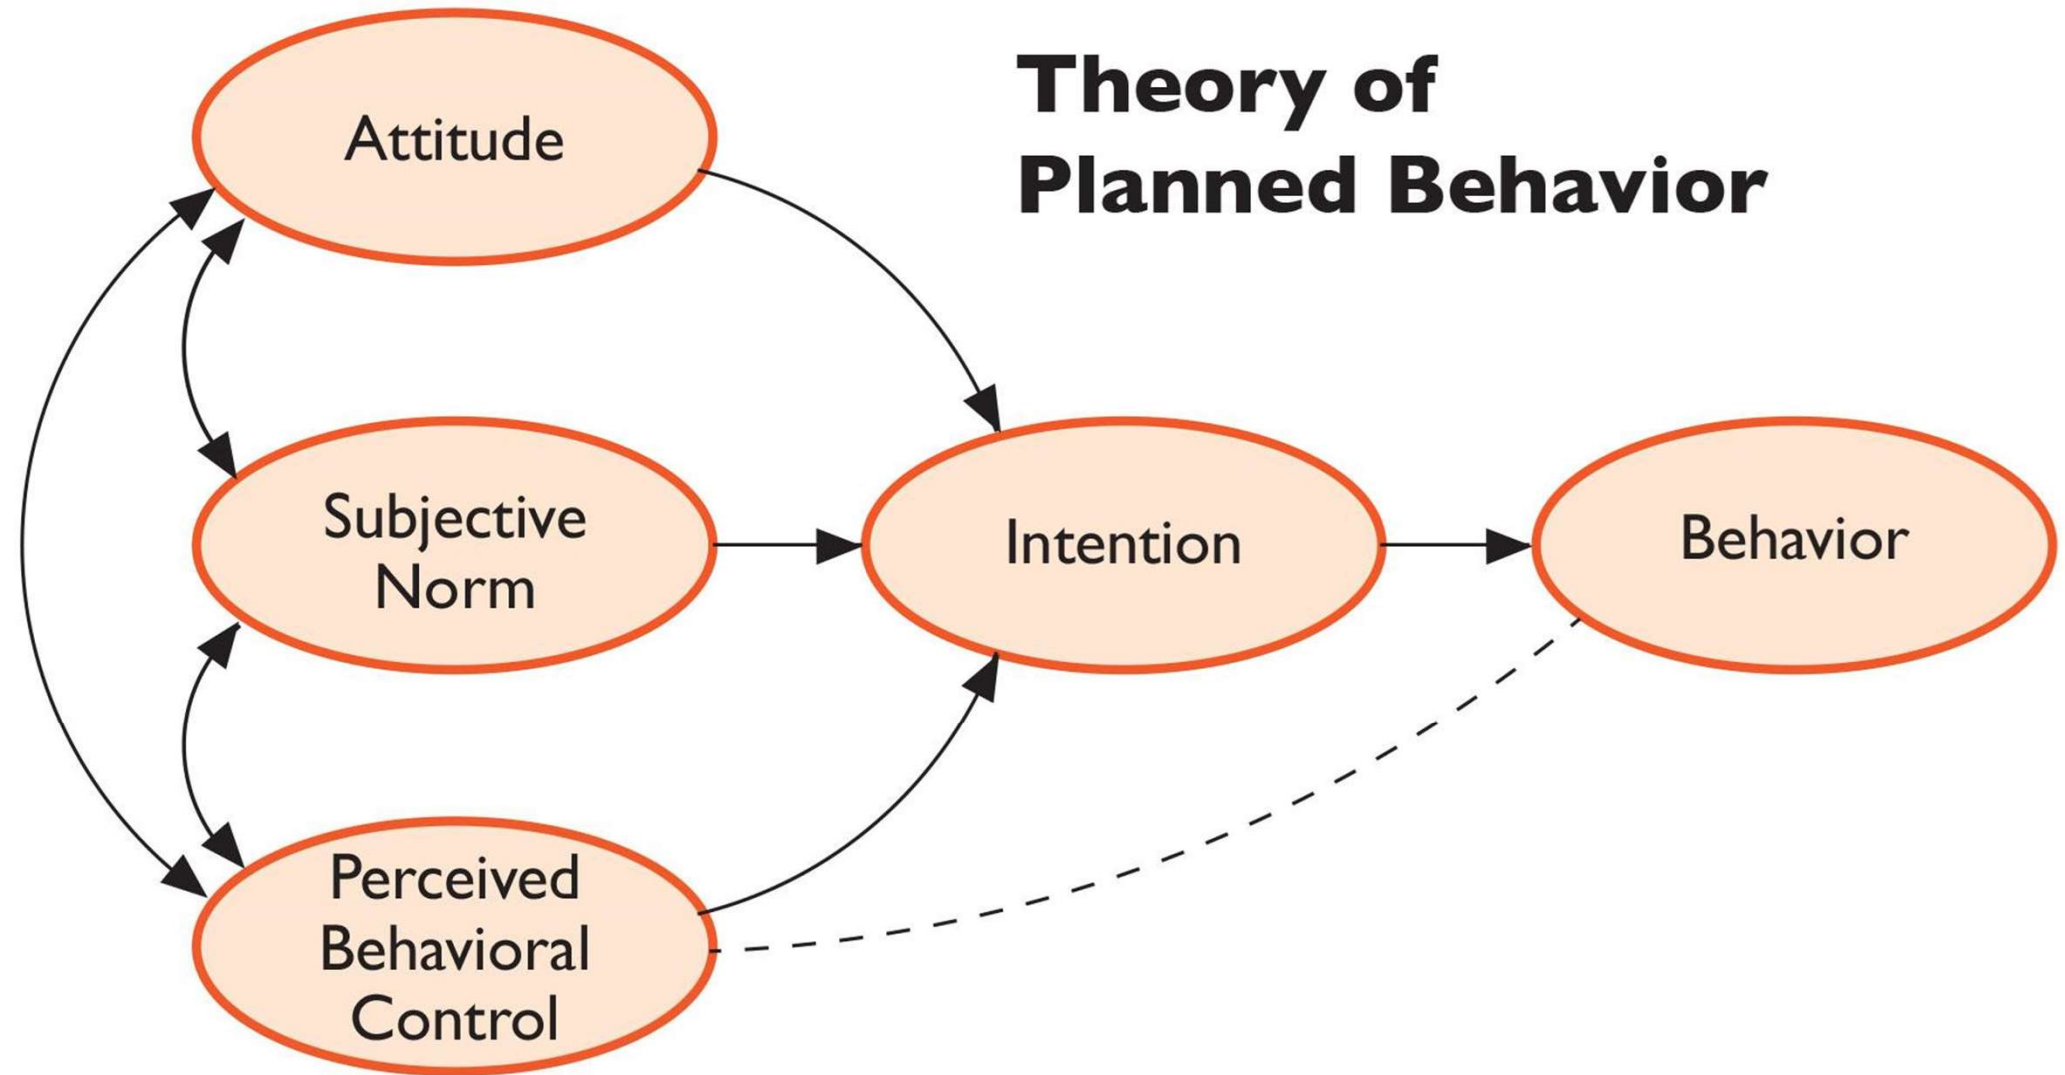 Theory of
Planned Behavior
Attitude
Subjective
Norm
Intention
Behavior
Perceived
Behavioral
Control